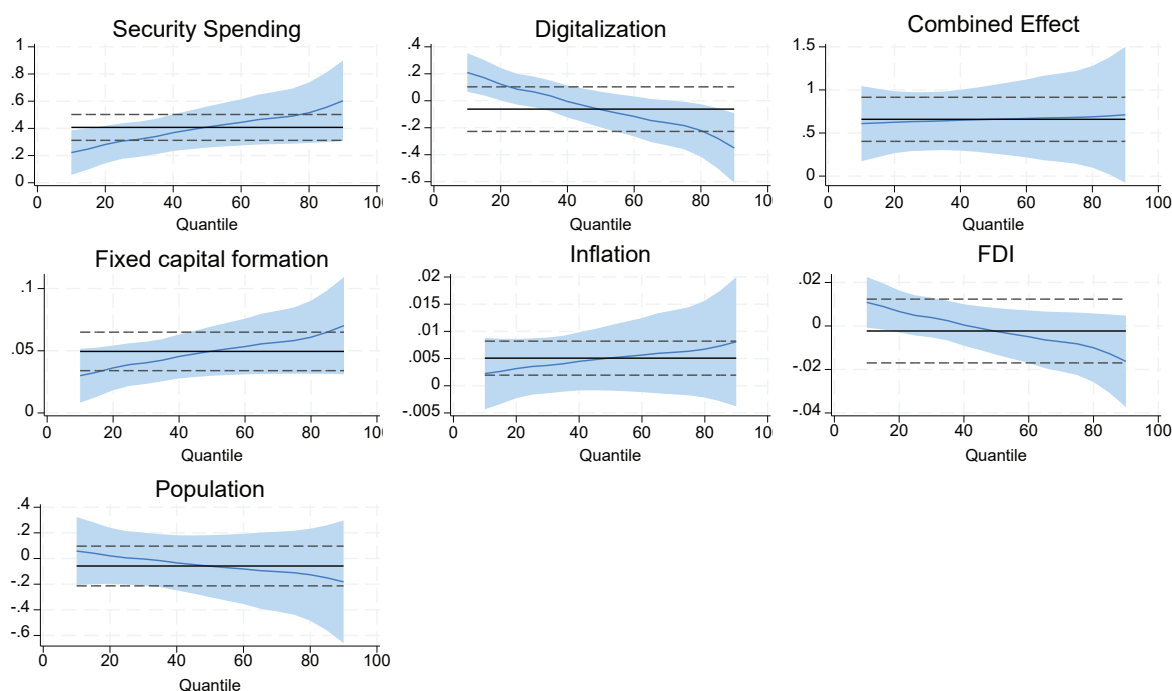 Security Spending
1
.8
.6
.4
.2
0
0 20 40 60 80 10
Quantile
Digitalization
.4
.2
0
-.2
-.4
-.6
0 20 40 60 80 100
Quantile
Combined Effect
1.5
1
.5
0
0 20 40 60 80 100
Quantile
Fixed capital formation
.1
.05
0
0 20 40 60 80 100
Quantile
Inflation
.02
.015
.01
.005
0
-.005
0 20 40 60 80 100
Quantile
FDI
.02
0
-.02
-.04
0 20 40 60 80 100
Quantile
Population
.4
.2
0
-.2
-.4
-.6
0 20 40 60 80 100
Quantile